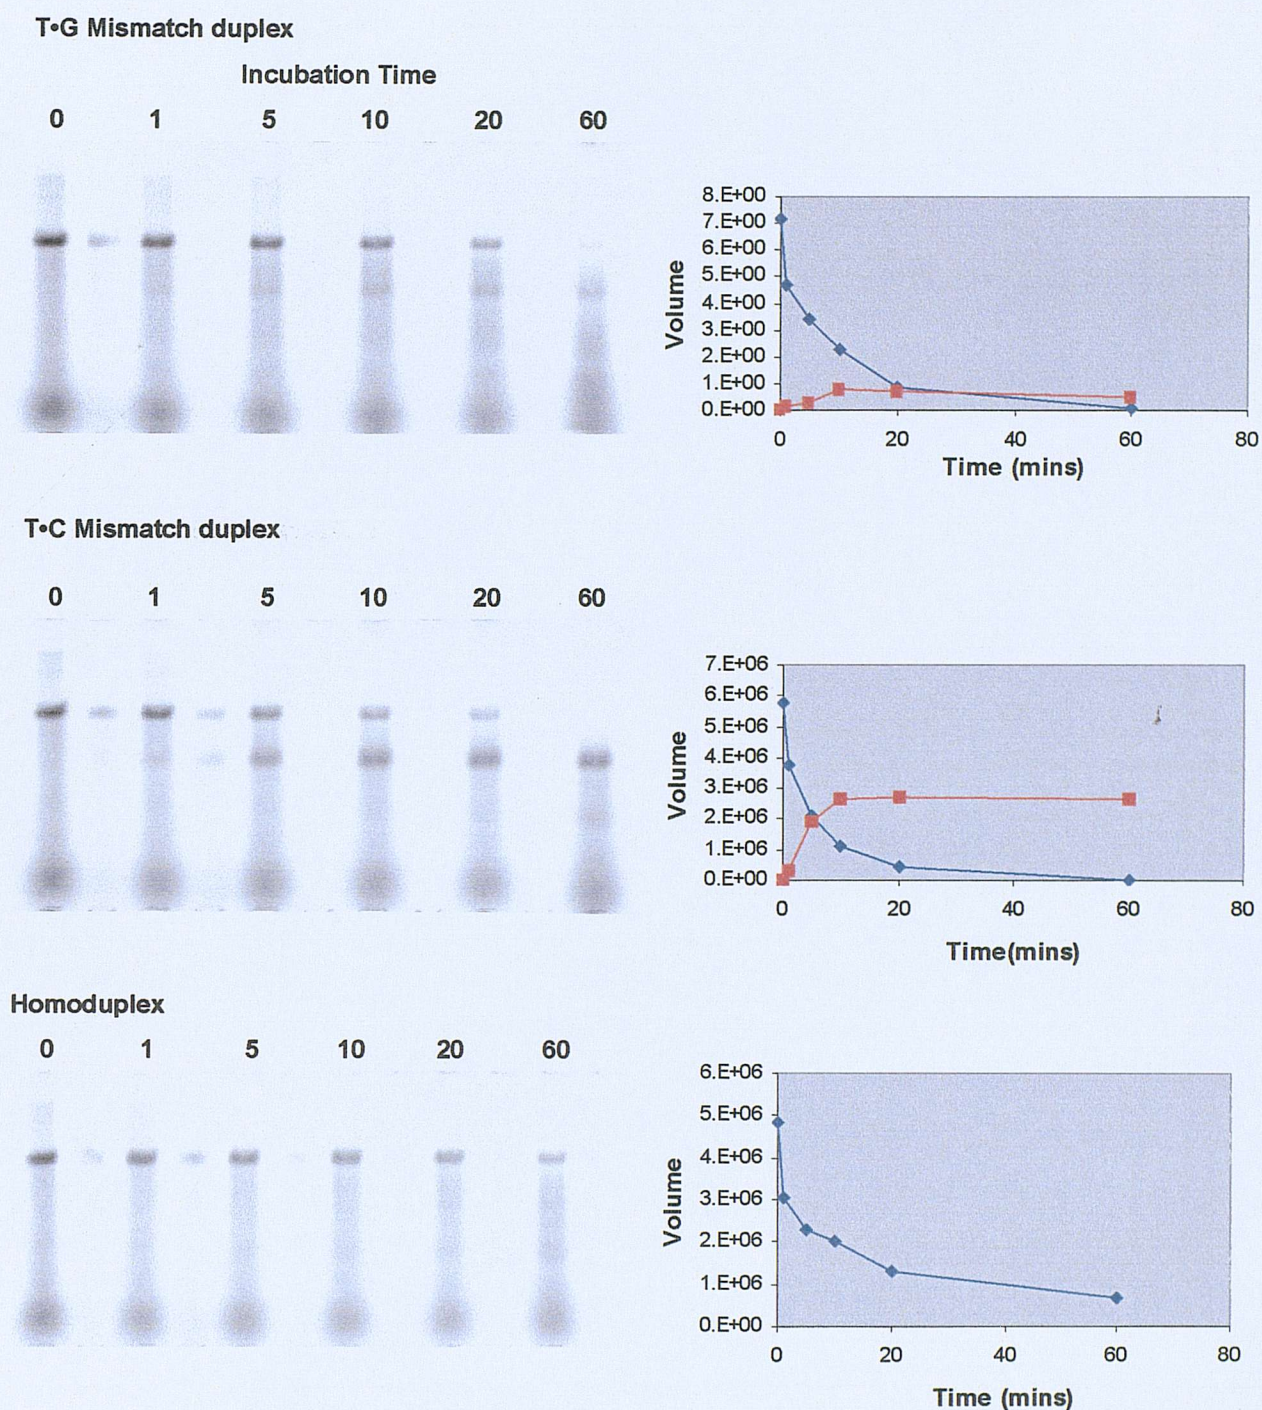 T•G Mismatch duplex
Incubation Time
0 1 5 10 20 60
8.E+00
7.E+00
6.E+00
5.E+00
4.E+00
3.E+00
2.E+00
1.E+00
0.E+00
Volume
0 20 40 60 80
Time (mins)
T•C Mismatch duplex
0 1 5 10 20 60
7.E+06
6.E+06
5.E+06
4.E+06
3.E+06
2.E+06
1.E+06
0.E+00
Volume
0 20 40 60 80
Time(mins)
Homoduplex
0 1 5 10 20 60
6.E+06
5.E+06
4.E+06
3.E+06
2.E+06
1.E+06
0.E+00
Volume
0 20 40 60 80
Time (mins)